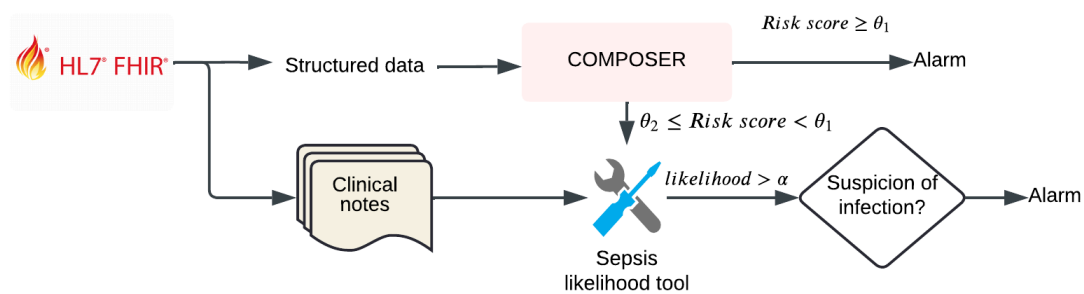 HL7® FHIR®
Structured data
COMPOSER
Risk score ≥ θ₁
Alarm
θ₂ ≤ Risk score < θ₁
Clinical
notes
Sepsis
likelihood tool
likelihood > α
Suspicion of
infection?
Alarm